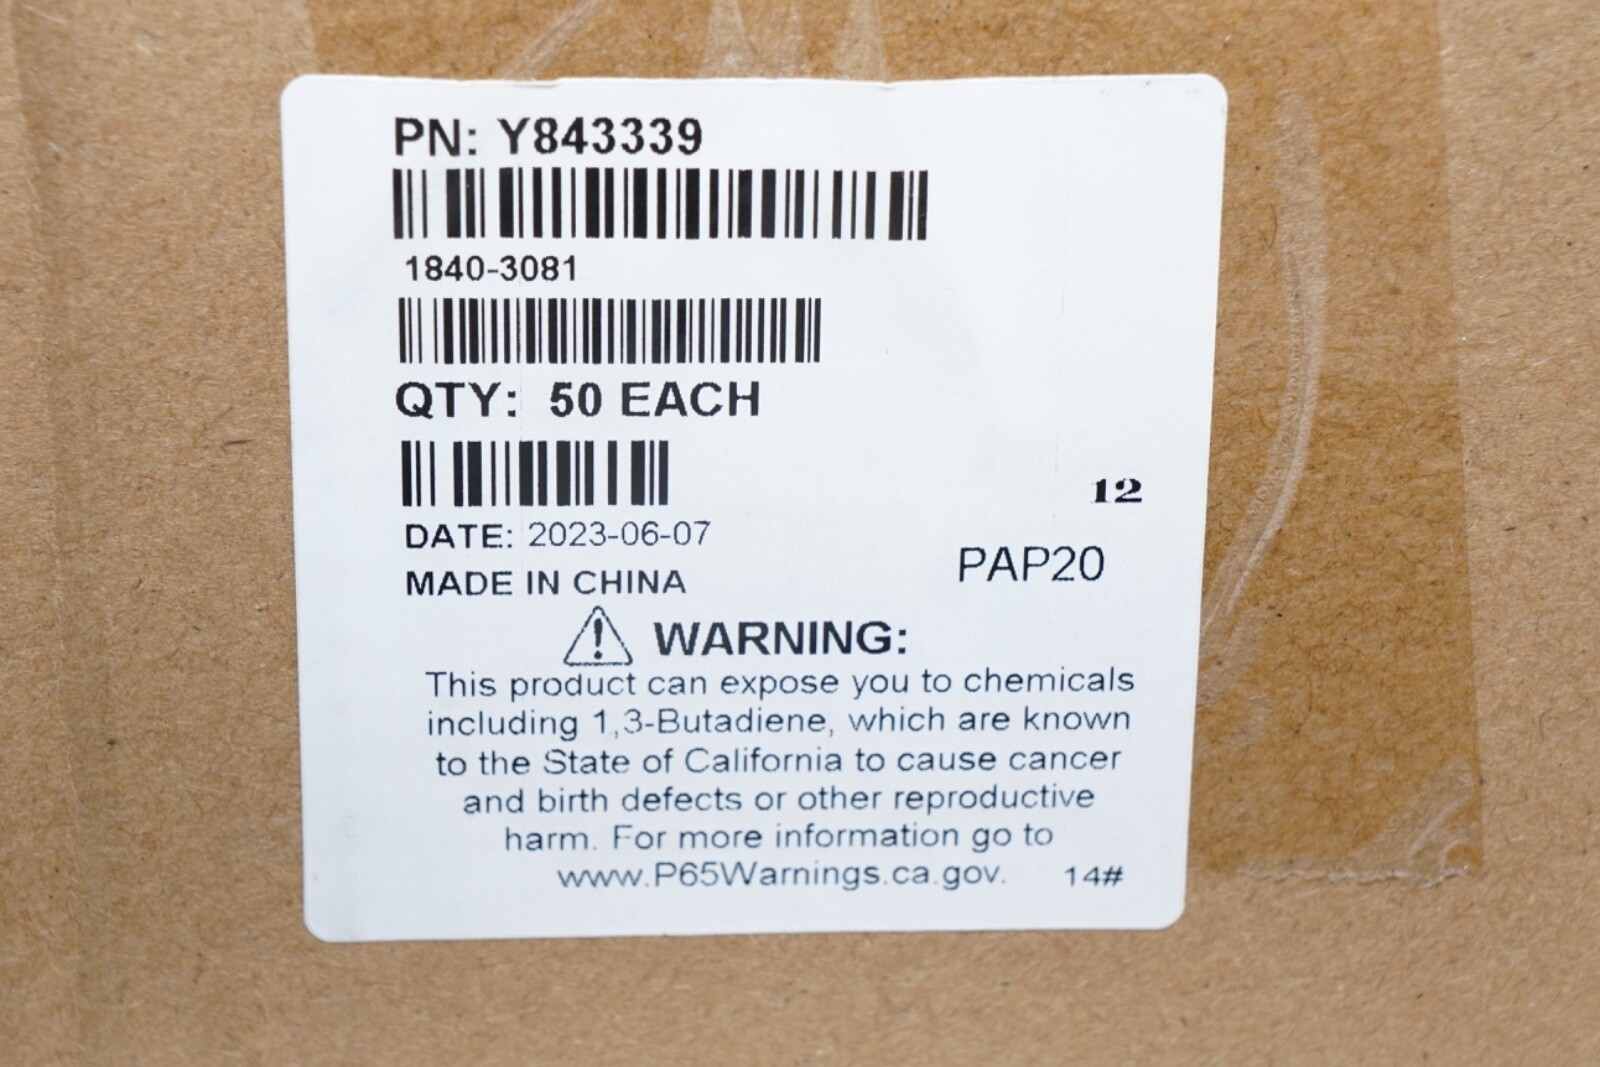 PN: Y843339
1840-3081
QTY: 50 EACH
12
DATE: 2023-06-07
PAP20
MADE IN CHINA
WARNING:
This product can expose you to chemicals
including 1,3-Butadiene, which are known
to the State of California to cause cancer
and birth defects or other reproductive
harm. For more information go to
www.P65Warnings.ca.gov. 14#